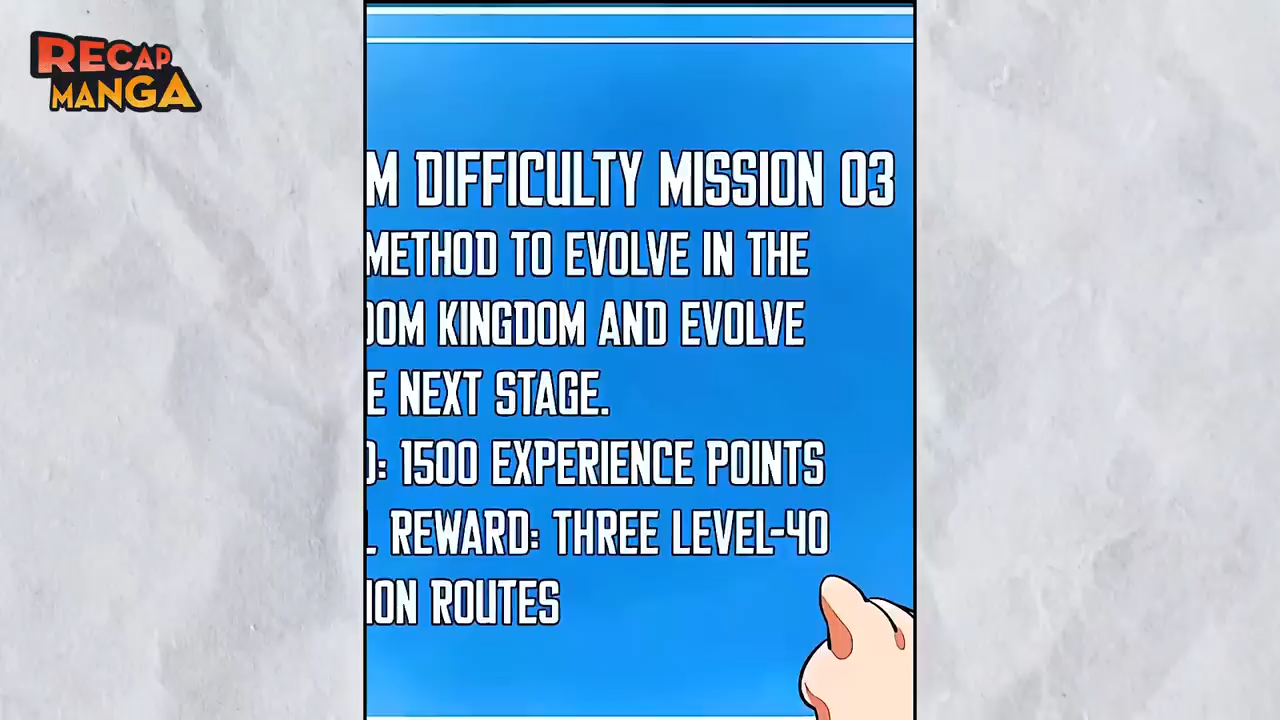 RECAP
MANGA
M DIFFICULTY MISSION 03
METHOD TO EVOLVE IN THE
OOM KINGDOM AND EVOLVE
E NEXT STAGE.
D: 1500 EXPERIENCE POINTS
L REWARD: THREE LEVEL-40
ION ROUTES